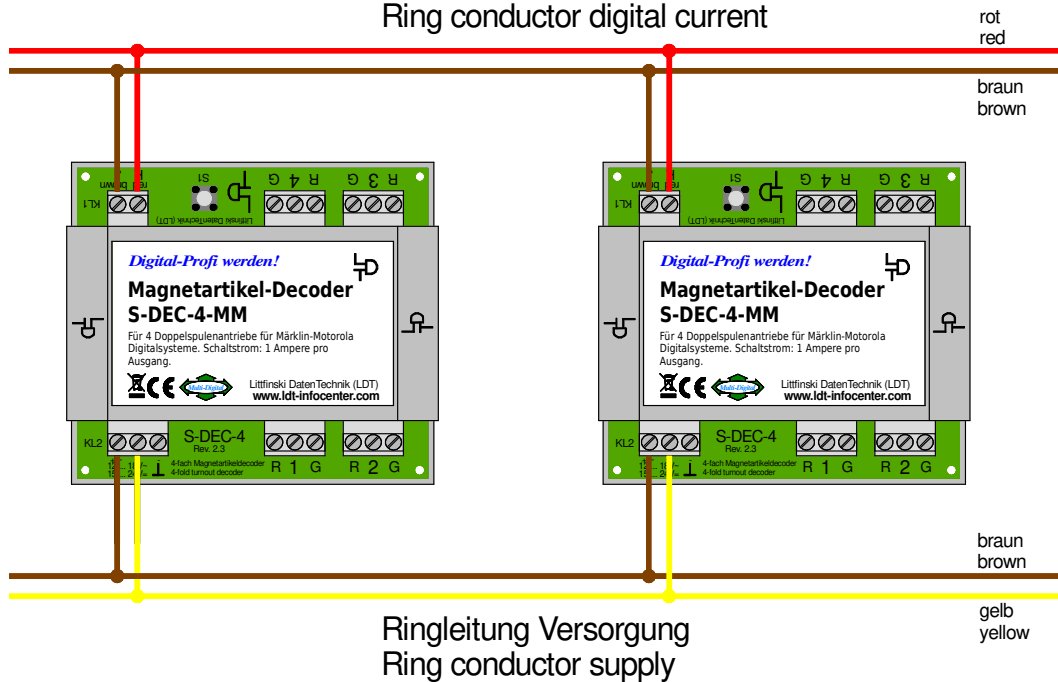 Ring conductor digital current
rot
red
braun
brown
KL1
brown
S1
Littfinski DatenTechnik (LDT)
R 4 G
R 3 G
Digital-Profi werden!
Magnetartikel-Decoder
S-DEC-4-MM
Für 4 Doppelspulenantriebe für Märklin-Motorola
Digitalsysteme. Schaltstrom: 1 Ampere pro
Ausgang.
CE
Multi-Digital
Littfinski DatenTechnik (LDT)
www.ldt-infocenter.com
KL2
S-DEC-4
Rev. 2.3
4-fach Magnetartikeldecoder
4-fold turnout decoder
R 1 G
R 2 G
KL1
brown
S1
Littfinski DatenTechnik (LDT)
R 4 G
R 3 G
Digital-Profi werden!
Magnetartikel-Decoder
S-DEC-4-MM
Für 4 Doppelspulenantriebe für Märklin-Motorola
Digitalsysteme. Schaltstrom: 1 Ampere pro
Ausgang.
CE
Multi-Digital
Littfinski DatenTechnik (LDT)
www.ldt-infocenter.com
KL2
S-DEC-4
Rev. 2.3
4-fach Magnetartikeldecoder
4-fold turnout decoder
R 1 G
R 2 G
braun
brown
gelb
yellow
Ringleitung Versorgung
Ring conductor supply